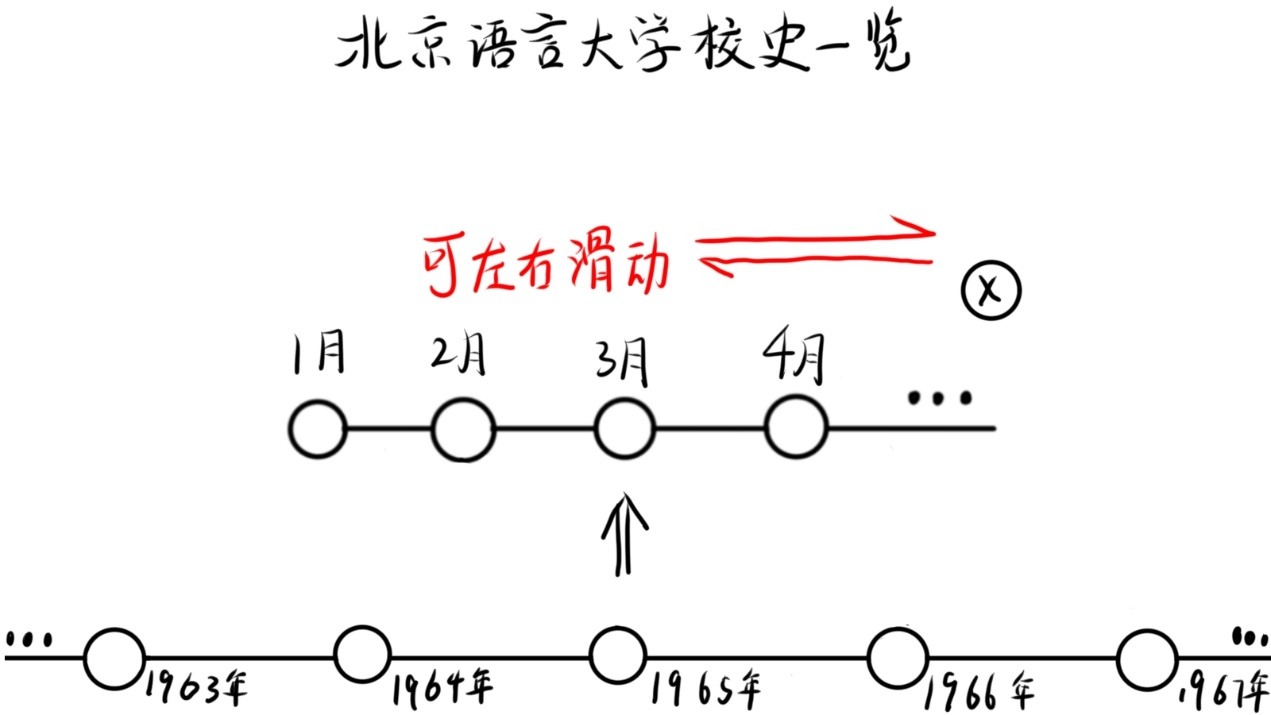 北京语言大学校史一览
可左右滑动
X
1月 2月 3月 4月 ...
... 1963年 1964年 1965年 1966年 1967年 ...